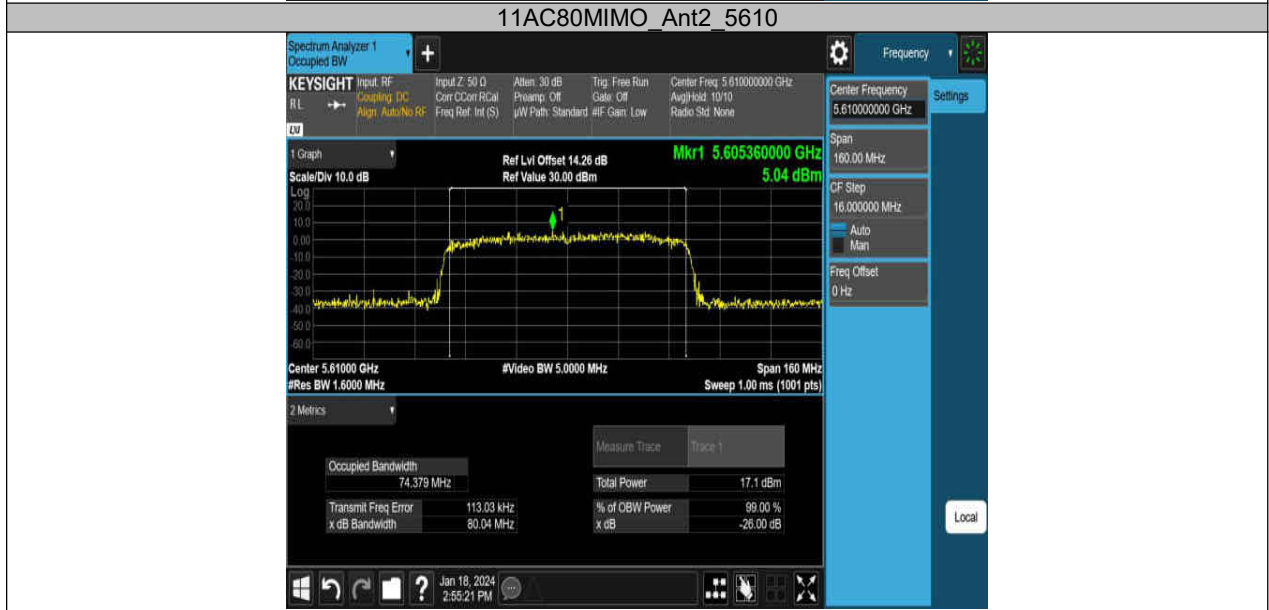 11AC80MIMO_Ant2_5610
Spectrum Analyzer 1
Occupied BW
+
Frequency
KEYSIGHT
RL
LXI
Input: RF
Coupling: DC
Align: Auto/No RF
Input Z: 50 Ω
Corr CCorr RCal
Freq Ref: Int (S)
Atten: 30 dB
Preamp: Off
µW Path: Standard
Trig: Free Run
Gate: Off
#IF Gain: Low
Center Freq: 5.610000000 GHz
Avg|Hold: 10/10
Radio Std: None
Center Frequency
5.610000000 GHz
Settings
Span
160.00 MHz
CF Step
16.000000 MHz
Auto
Man
Freq Offset
0 Hz
Local
1 Graph
Scale/Div 10.0 dB
Ref Lvl Offset 14.26 dB
Ref Value 30.00 dBm
Mkr1 5.605360000 GHz
5.04 dBm
Log
20.0
10.0
0.00
-10.0
-20.0
-30.0
-40.0
-50.0
-60.0
1
Center 5.61000 GHz
#Video BW 5.0000 MHz
Span 160 MHz
#Res BW 1.6000 MHz
Sweep 1.00 ms (1001 pts)
2 Metrics
Measure Trace
Trace 1
Occupied Bandwidth
74.379 MHz
Total Power
17.1 dBm
Transmit Freq Error
113.03 kHz
% of OBW Power
99.00 %
x dB Bandwidth
80.04 MHz
x dB
-26.00 dB
?
Jan 18, 2024
2:55:21 PM